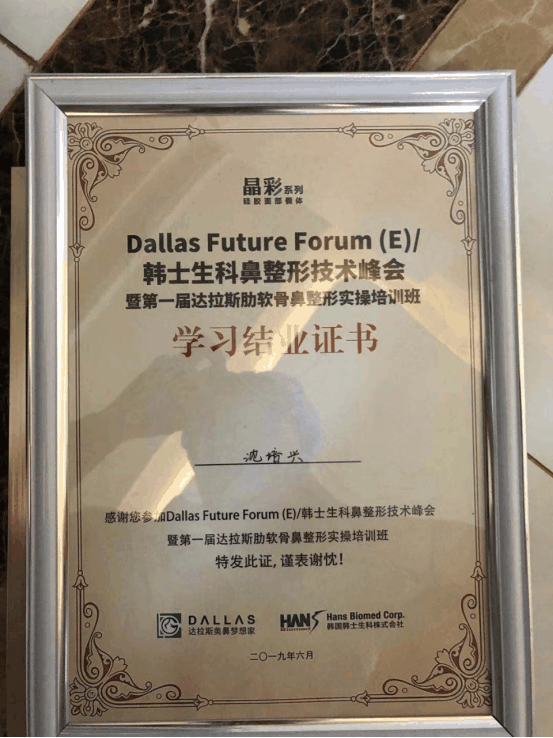 晶彩系列
硅胶面部假体
Dallas Future Forum (E)/
韩士生科鼻整形技术峰会
暨第一届达拉斯肋软骨鼻整形实操培训班
学习结业证书
沈培兴
感谢您参加Dallas Future Forum (E)/韩士生科鼻整形技术峰会
暨第一届达拉斯肋软骨鼻整形实操培训班
特发此证, 谨表谢忱!
DALLAS
达拉斯美鼻梦想家
HANS Hans Biomed Corp.
韩国韩士生科株式会社
二〇一九年六月